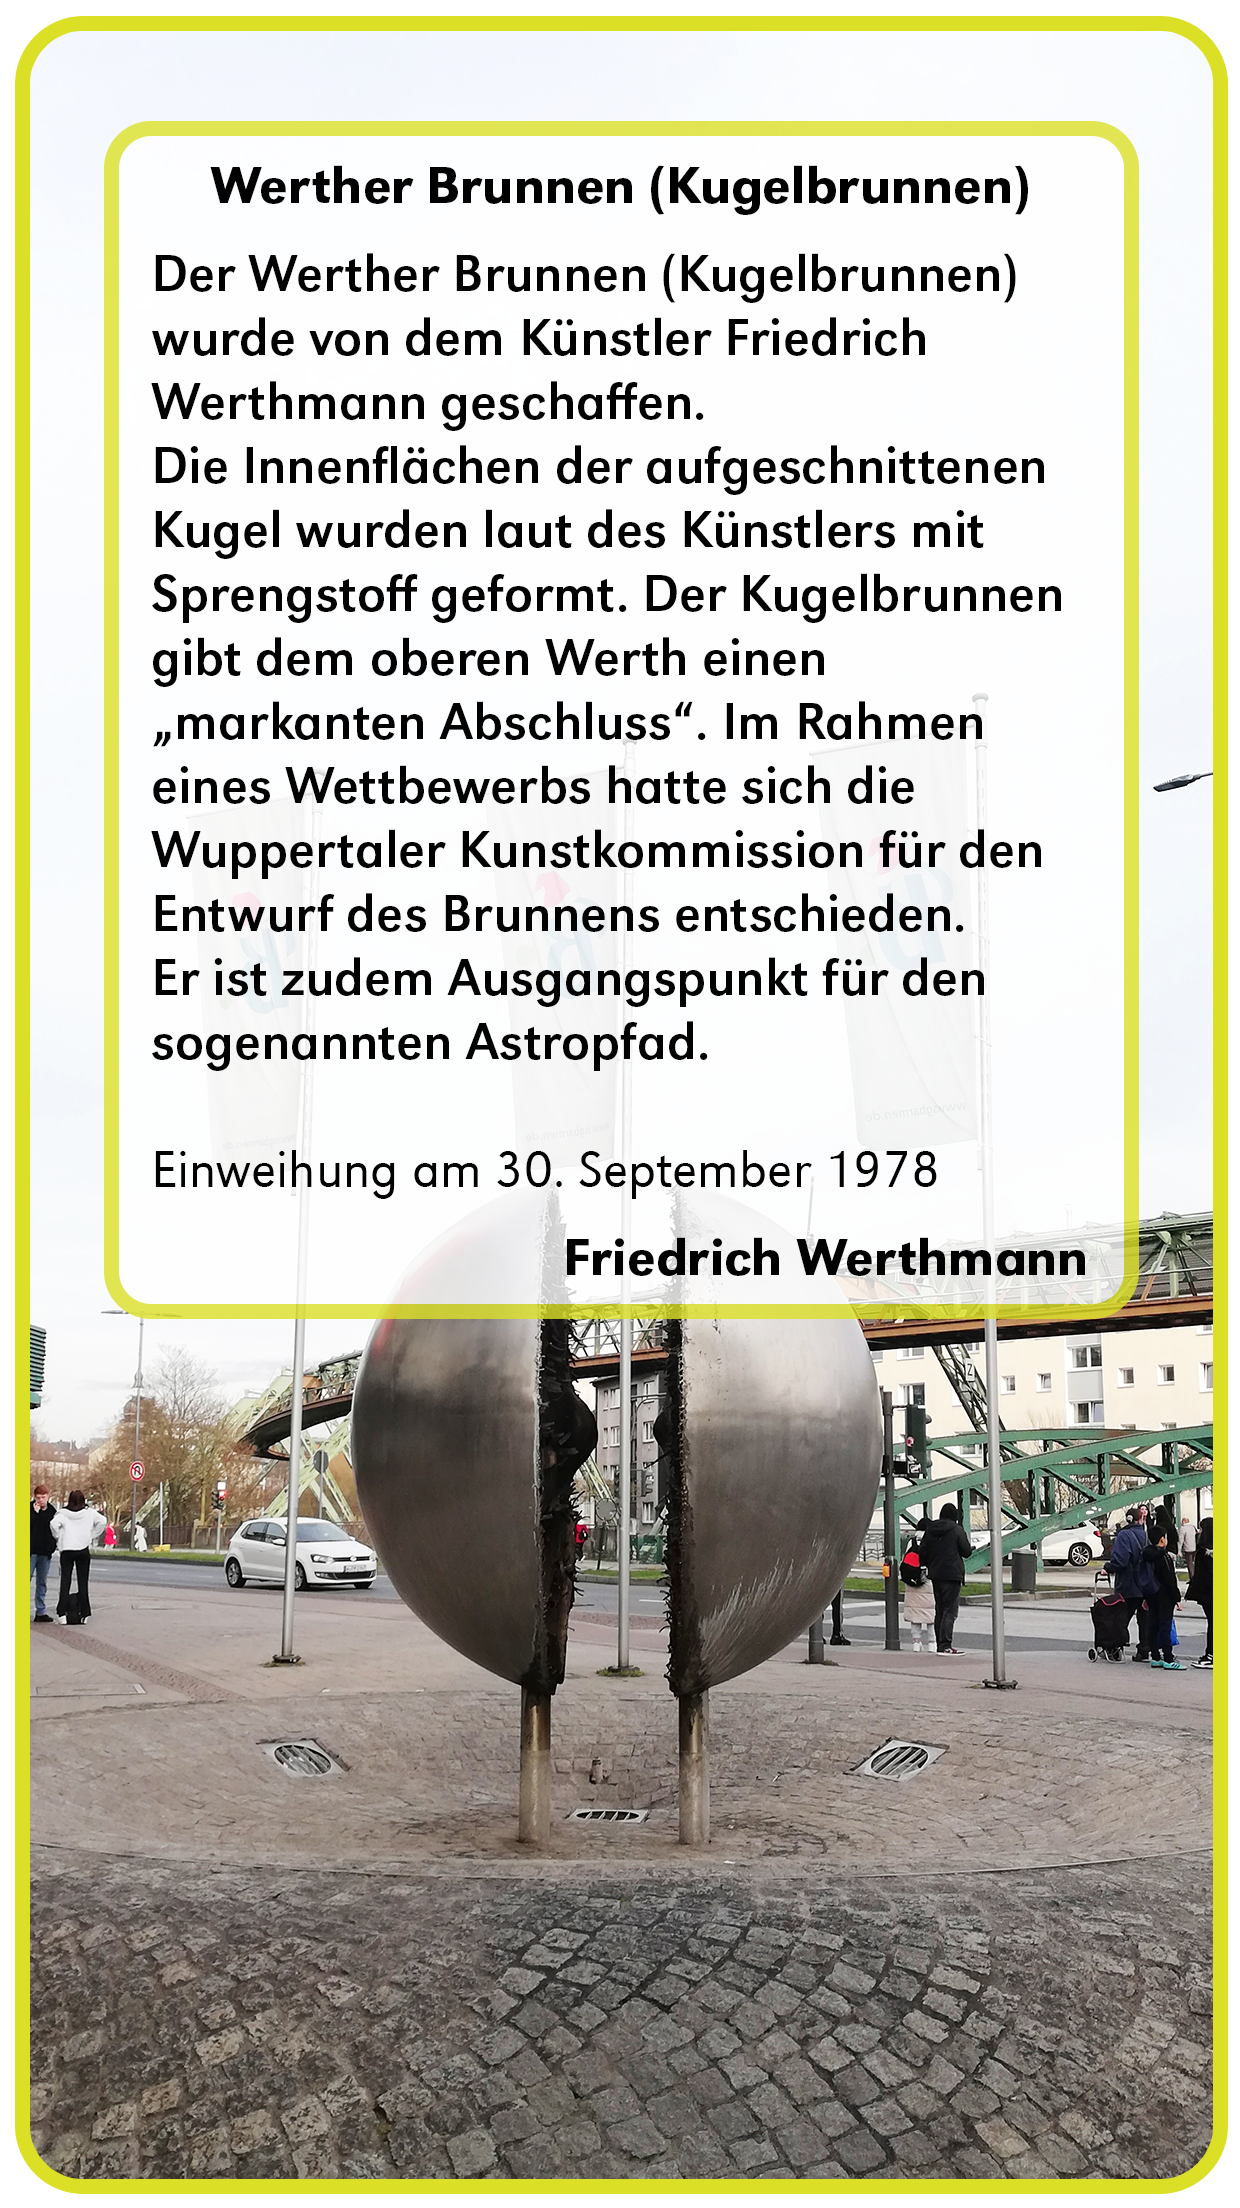 Werther Brunnen (Kugelbrunnen)
Der Werther Brunnen (Kugelbrunnen)
wurde von dem Künstler Friedrich
Werthmann geschaffen.
Die Innenflächen der aufgeschnittenen
Kugel wurden laut des Künstlers mit
Sprengstoff geformt. Der Kugelbrunnen
gibt dem oberen Werth einen
„markanten Abschluss“. Im Rahmen
eines Wettbewerbs hatte sich die
Wuppertaler Kunstkommission für den
Entwurf des Brunnens entschieden.
Er ist zudem Ausgangspunkt für den
sogenannten Astropfad.
Einweihung am 30. September 1978
Friedrich Werthmann